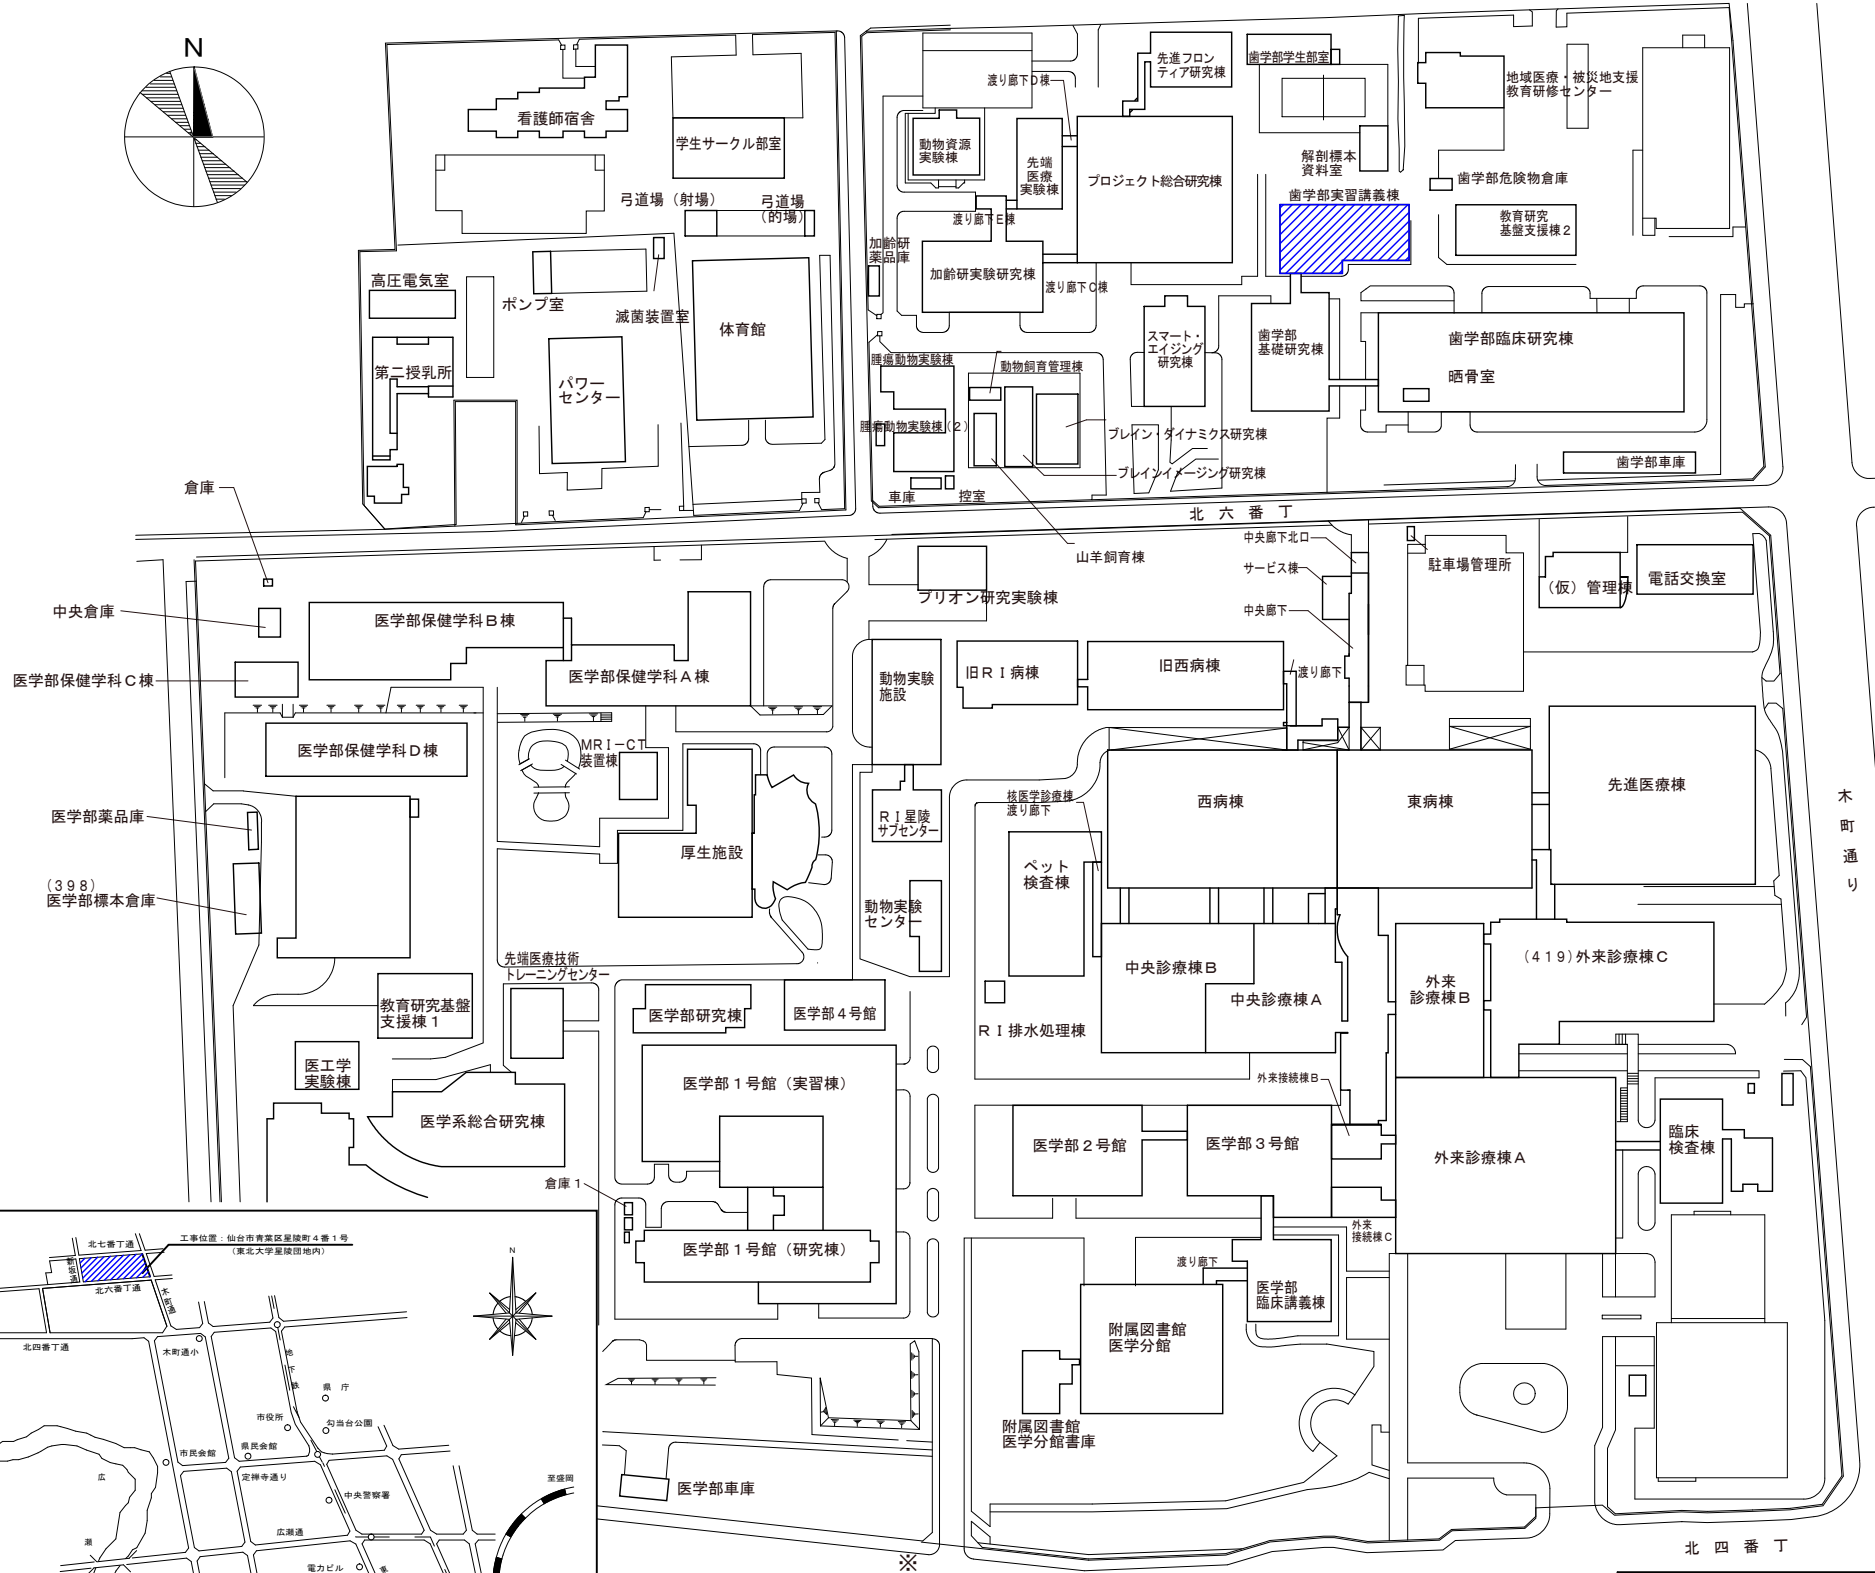 N
看護師宿舎
学生サークル部室
弓道場（射場）
弓道場
（的場）
高圧電気室
ポンプ室
滅菌装置室
体育館
第二授乳所
パワー
センター
渡り廊下D棟
先進フロン
ティア研究棟
歯学部学生部室
地域医療・被災地支援
教育研修センター
動物資源
実験棟
先端
医療
実験棟
プロジェクト総合研究棟
解剖標本
資料室
歯学部危険物倉庫
歯学部実習講義棟
教育研究
基盤支援棟2
渡り廊下E棟
加齢研
薬品庫
加齢研実験研究棟
渡り廊下C棟
スマート・
エイジング
研究棟
歯学部
基礎研究棟
歯学部臨床研究棟
晒骨室
腫瘍動物実験棟
動物飼育管理棟
腫瘍動物実験棟(2)
ブレイン・ダイナミクス研究棟
ブレインイメージング研究棟
歯学部車庫
車庫
控室
北六番丁
山羊飼育棟
倉庫
中央倉庫
医学部保健学科B棟
医学部保健学科C棟
医学部保健学科A棟
医学部保健学科D棟
MRI-CT
装置棟
プリオン研究実験棟
中央廊下北口
サービス棟
中央廊下
駐車場管理所
（仮）管理棟
電話交換室
動物実験
施設
旧RI病棟
旧西病棟
渡り廊下
医学部薬品庫
(398)
医学部標本倉庫
厚生施設
RI星陵
サブセンター
核医学診療棟
渡り廊下
西病棟
東病棟
先進医療棟
木町通り
ペット
検査棟
動物実験
センター
先端医療技術
トレーニングセンター
中央診療棟B
中央診療棟A
外来
診療棟B
(419)外来診療棟C
教育研究基盤
支援棟1
医学部研究棟
医学部4号館
RI排水処理棟
医工学
実験棟
医学系総合研究棟
医学部1号館（実習棟）
外来接続棟B
医学部2号館
医学部3号館
外来診療棟A
臨床
検査棟
倉庫1
医学部1号館（研究棟）
外来
接続棟C
渡り廊下
医学部
臨床講義棟
附属図書館
医学分館
附属図書館
医学分館書庫
医学部車庫
※
北四番丁
北七番丁通
工事位置：仙台市青葉区星陵町4番1号
（東北大学星陵団地内）
新坂通
北六番丁通
木町通
N
北四番丁通
木町通小
地下鉄
県庁
市役所
勾当台公園
市民会館
県民会館
定禅寺通り
至盛岡
広
中央警察署
瀬
広瀬通
電力ビル